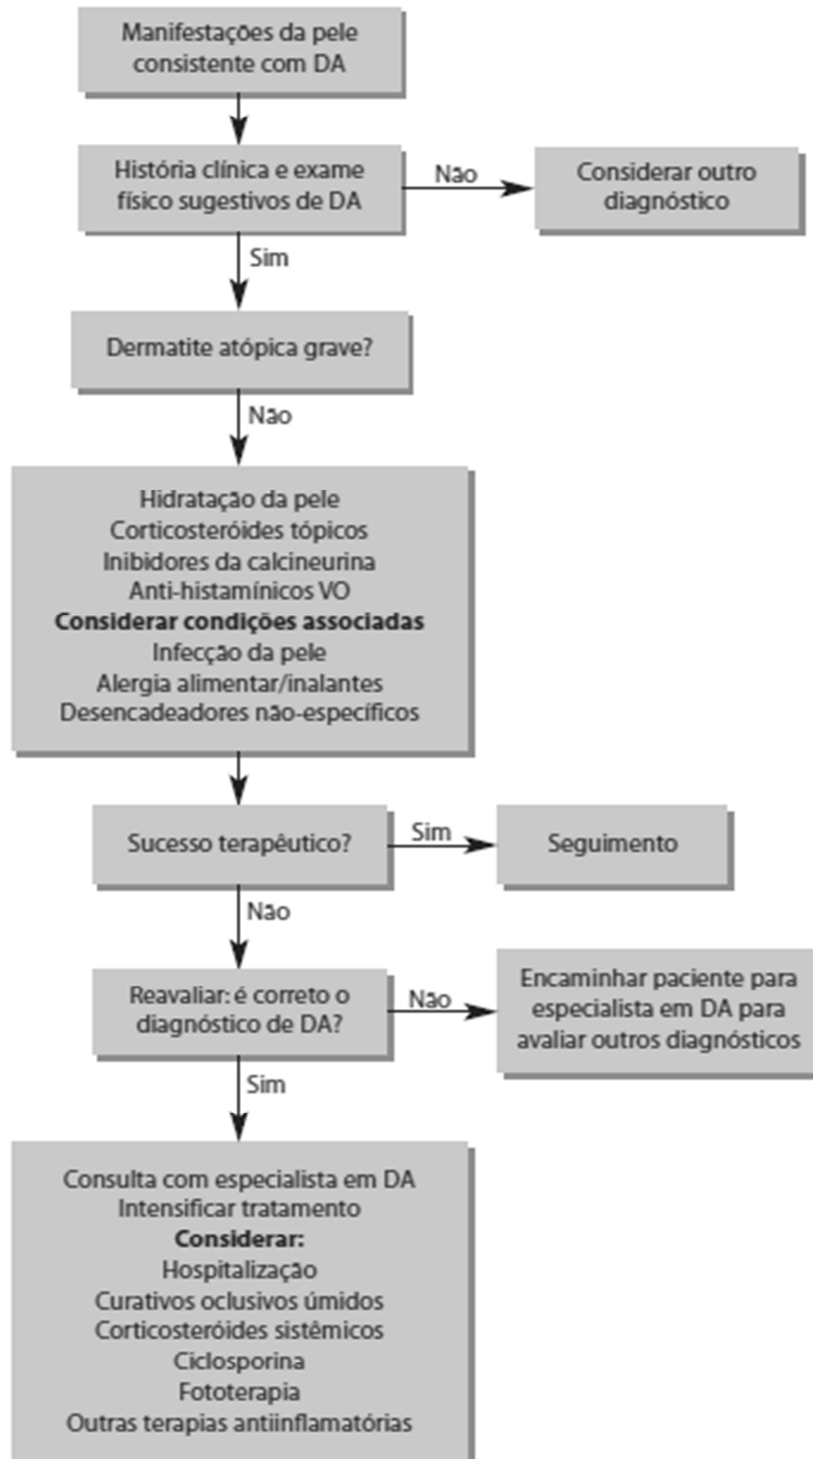 Manifestações da pele
consistente com DA
História clínica e exame
físico sugestivos de DA
Não
Considerar outro
diagnóstico
Sim
Dermatite atópica grave?
Não
Hidratação da pele
Corticosteróides tópicos
Inibidores da calcineurina
Anti-histamínicos VO
Considerar condições associadas
Infecção da pele
Alergia alimentar/inalantes
Desencadeadores não-específicos
Sucesso terapêutico?
Sim
Seguimento
Não
Reavaliar: é correto o
diagnóstico de DA?
Não
Encaminhar paciente para
especialista em DA para
avaliar outros diagnósticos
Sim
Consulta com especialista em DA
Intensificar tratamento
Considerar:
Hospitalização
Curativos oclusivos úmidos
Corticosteróides sistêmicos
Ciclosporina
Fototerapia
Outras terapias antiinflamatórias